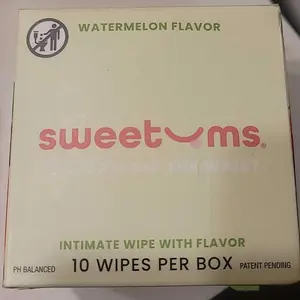 WATERMELON FLAVOR
sweetums®
INTIMATE WIPE WITH FLAVOR
PH BALANCED 10 WIPES PER BOX PATENT PENDING